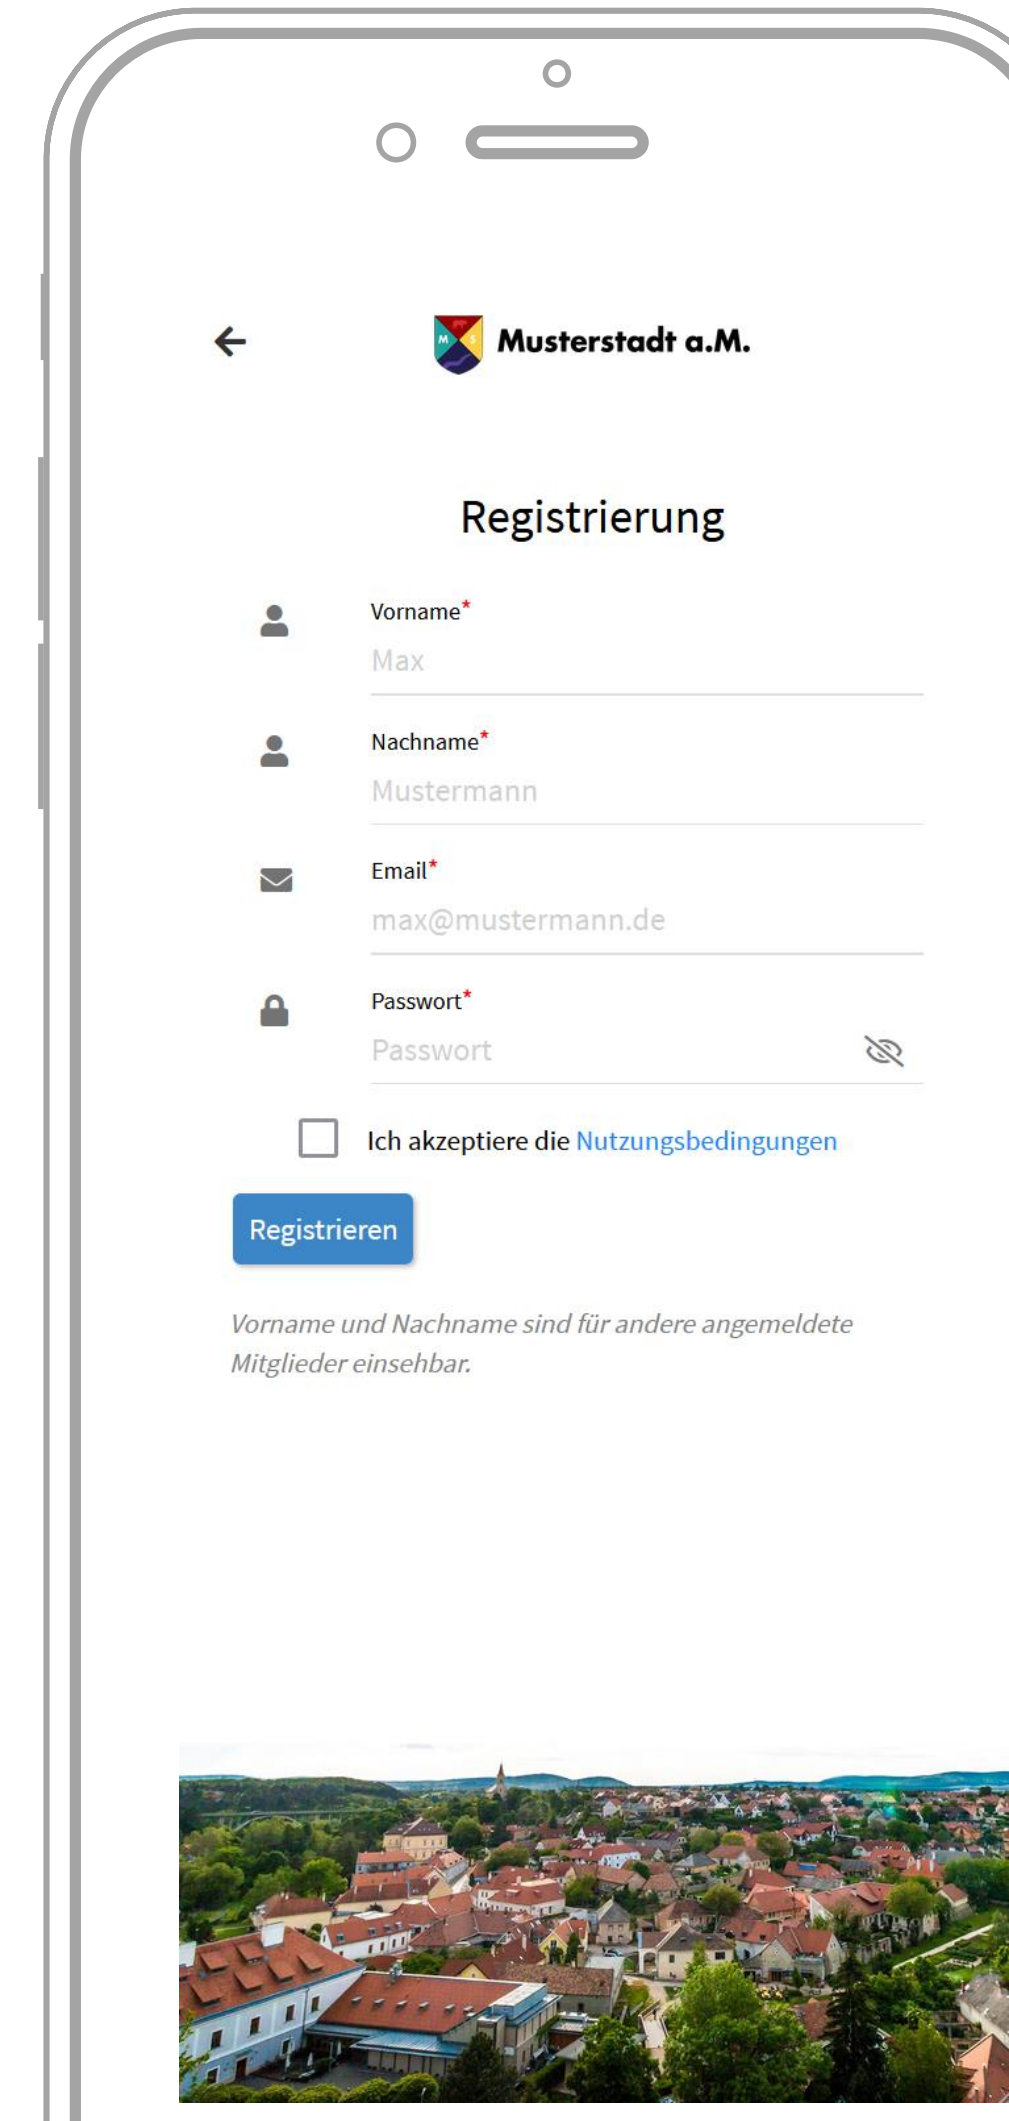 M S
Musterstadt a.M.
Registrierung
Vorname*
Max
Nachname*
Mustermann
Email*
max@mustermann.de
Passwort*
Passwort
Ich akzeptiere die Nutzungsbedingungen
Registrieren
Vorname und Nachname sind für andere angemeldete
Mitglieder einsehbar.